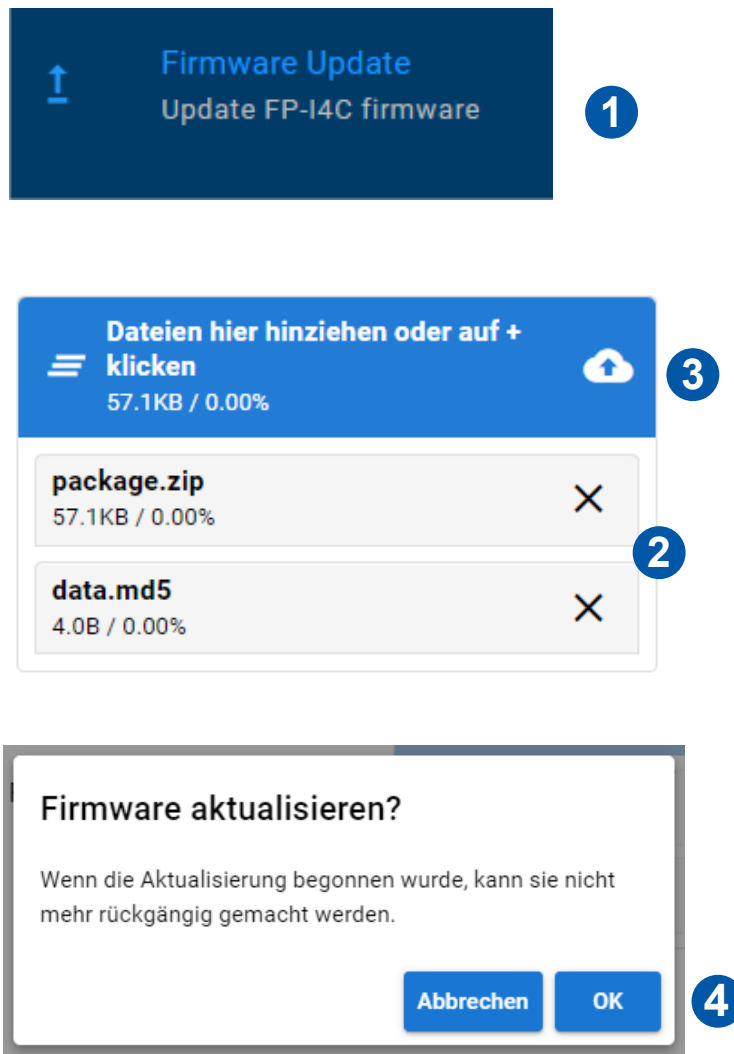 Firmware Update
Update FP-I4C firmware
1
Dateien hier hinziehen oder auf +
klicken
57.1KB / 0.00%
3
package.zip
57.1KB / 0.00%
2
data.md5
4.0B / 0.00%
Firmware aktualisieren?
Wenn die Aktualisierung begonnen wurde, kann sie nicht
mehr rückgängig gemacht werden.
Abbrechen OK
4